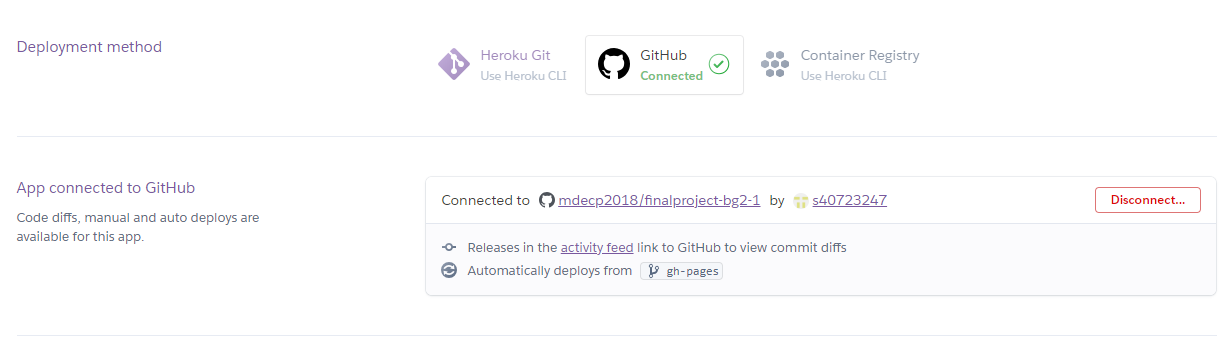 Deployment method
Heroku Git
Use Heroku CLI
GitHub
Connected
Container Registry
Use Heroku CLI
App connected to GitHub
Code diffs, manual and auto deploys are
available for this app.
Connected to mdecp2018/finalproject-bg2-1 by s40723247
Disconnect...
Releases in the activity feed link to GitHub to view commit diffs
Automatically deploys from gh-pages